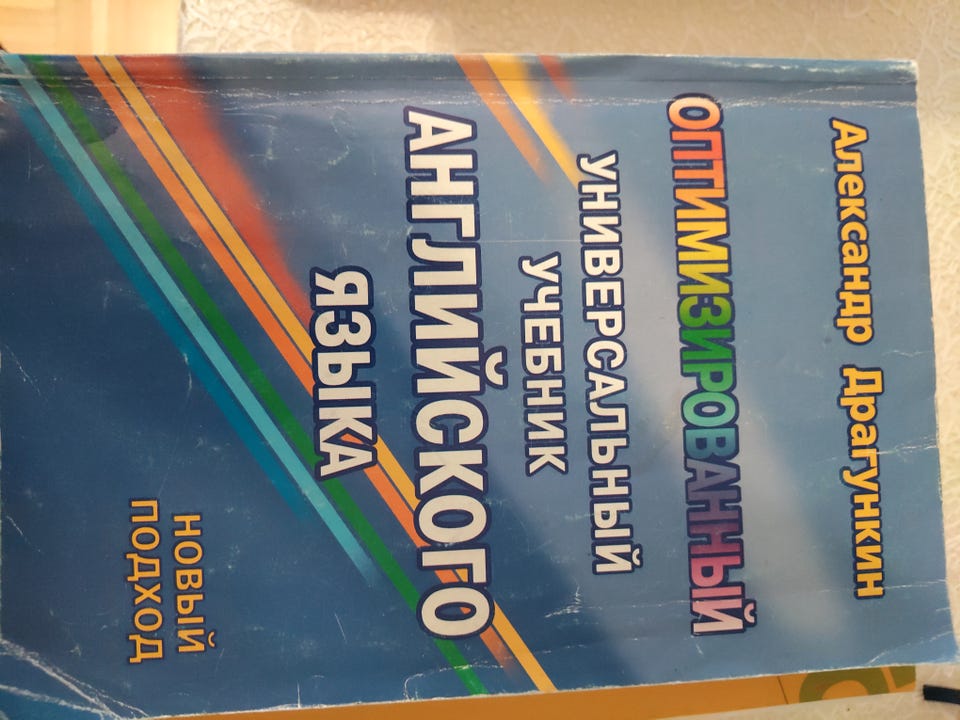 Александр Драгункин
ОПТИМИЗИРОВАННЫЙ
УНИВЕРСАЛЬНЫЙ
УЧЕБНИК
АНГЛИЙСКОГО
ЯЗЫКА
НОВЫЙ
ПОДХОД